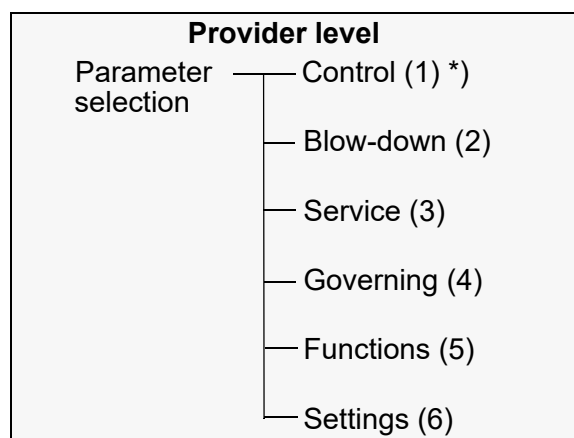 Provider level
Parameter selection
Control (1) *)
Blow-down (2)
Service (3)
Governing (4)
Functions (5)
Settings (6)